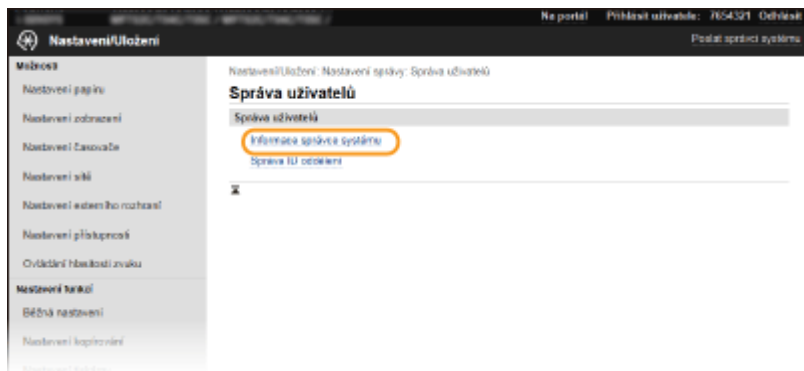 Na portál Přihlásit uživatele: 7654321 Odhlásit
Nastavení/Uložení
Poslat správci systému
Možnosti
Nastavení papíru
Nastavení zobrazení
Nastavení časovače
Nastavení sítě
Nastavení externího rozhraní
Nastavení přístupnosti
Ovládání hlasitosti zvuku
Nastavení funkcí
Běžná nastavení
Nastavení kopírování
Nastavení/Uložení: Nastavení správy: Správa uživatelů
Správa uživatelů
Správa uživatelů
Informace správce systému
Správa ID oddělení